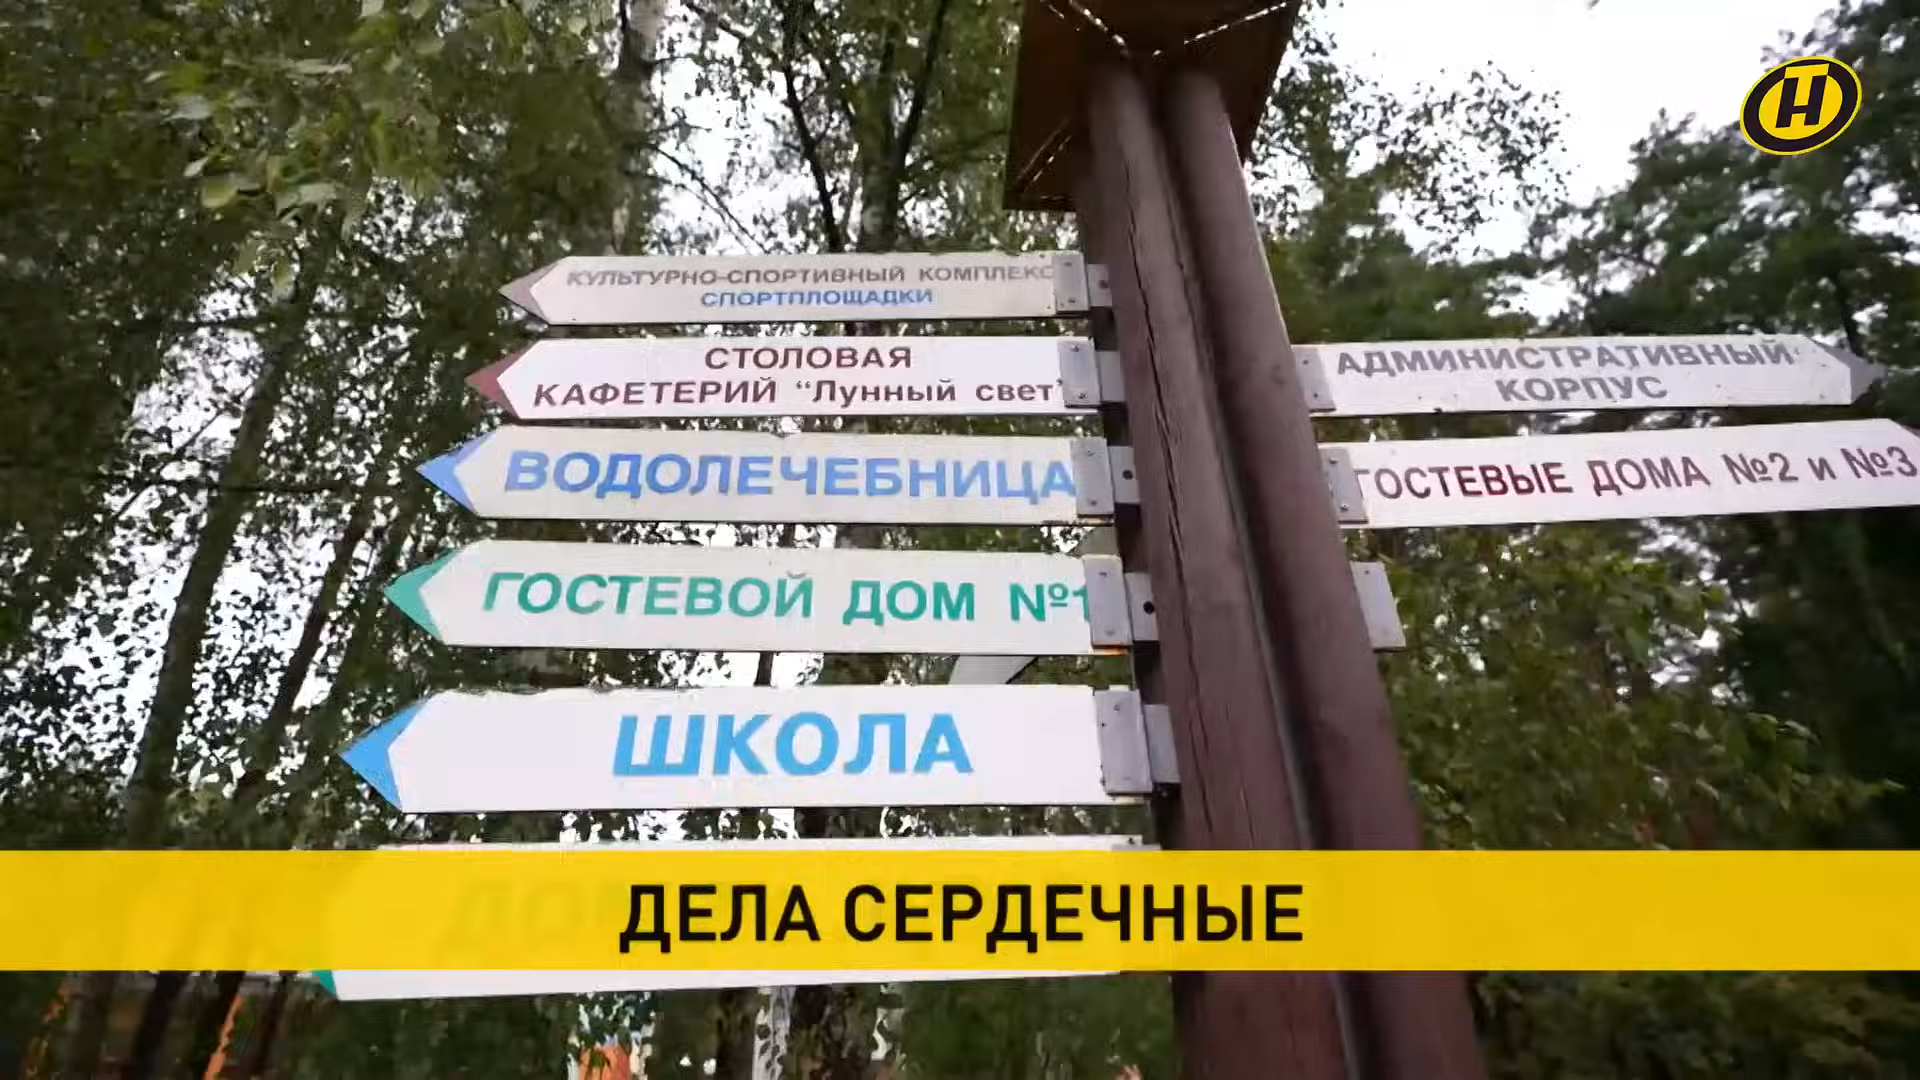 КУЛЬТУРНО-СПОРТИВНЫЙ КОМПЛЕКС
СПОРТПЛОЩАДКИ
СТОЛОВАЯ
КАФЕТЕРИЙ “Лунный свет”
ВОДОЛЕЧЕБНИЦА
ГОСТЕВОЙ ДОМ №1
ШКОЛА
АДМИНИСТРАТИВНЫЙ
КОРПУС
ГОСТЕВЫЕ ДОМА №2 и №3
ДЕЛА СЕРДЕЧНЫЕ
ОНТ